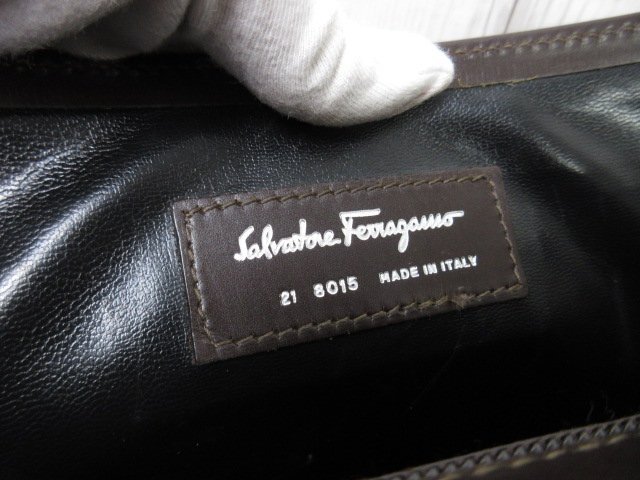 Salvatore Ferragamo
21 8015 MADE IN ITALY